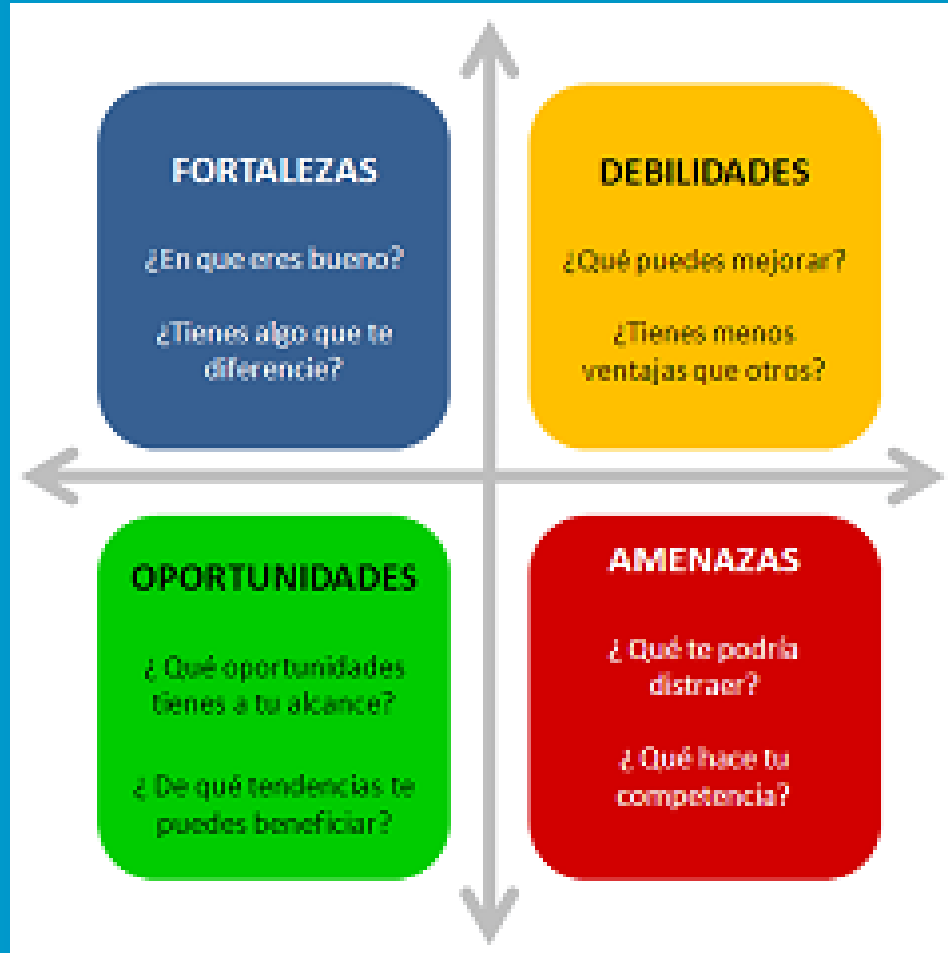 FORTALEZAS
¿En que eres bueno?
¿Tienes algo que te
diferencie?
DEBILIDADES
¿Qué puedes mejorar?
¿Tienes menos
ventajas que otros?
OPORTUNIDADES
¿ Qué oportunidades
tienes a tu alcance?
¿ De qué tendencias te
puedes beneficiar?
AMENAZAS
¿ Qué te podría
distraer?
¿ Qué hace tu
competencia?